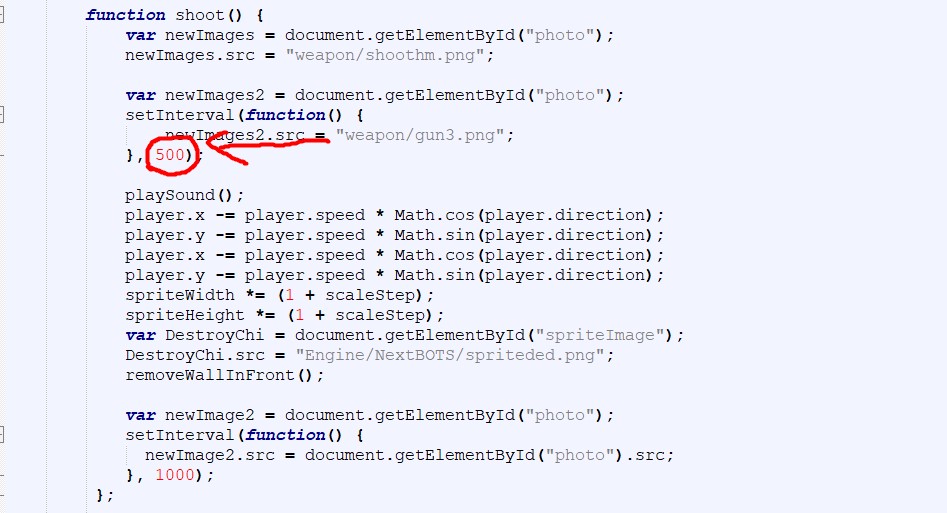 function shoot() {
var newImages = document.getElementById("photo");
newImages.src = "weapon/shoothm.png";
var newImages2 = document.getElementById("photo");
setInterval(function() {
newImages2.src = "weapon/gun3.png";
}, 500);
playSound();
player.x -= player.speed * Math.cos(player.direction);
player.y -= player.speed * Math.sin(player.direction);
player.x -= player.speed * Math.cos(player.direction);
player.y -= player.speed * Math.sin(player.direction);
spriteWidth *= (1 + scaleStep);
spriteHeight *= (1 + scaleStep);
var DestroyChi = document.getElementById("spriteImage");
DestroyChi.src = "Engine/NextBOTS/spriteded.png";
removeWallInFront();
var newImage2 = document.getElementById("photo");
setInterval(function() {
newImage2.src = document.getElementById("photo").src;
}, 1000);
};